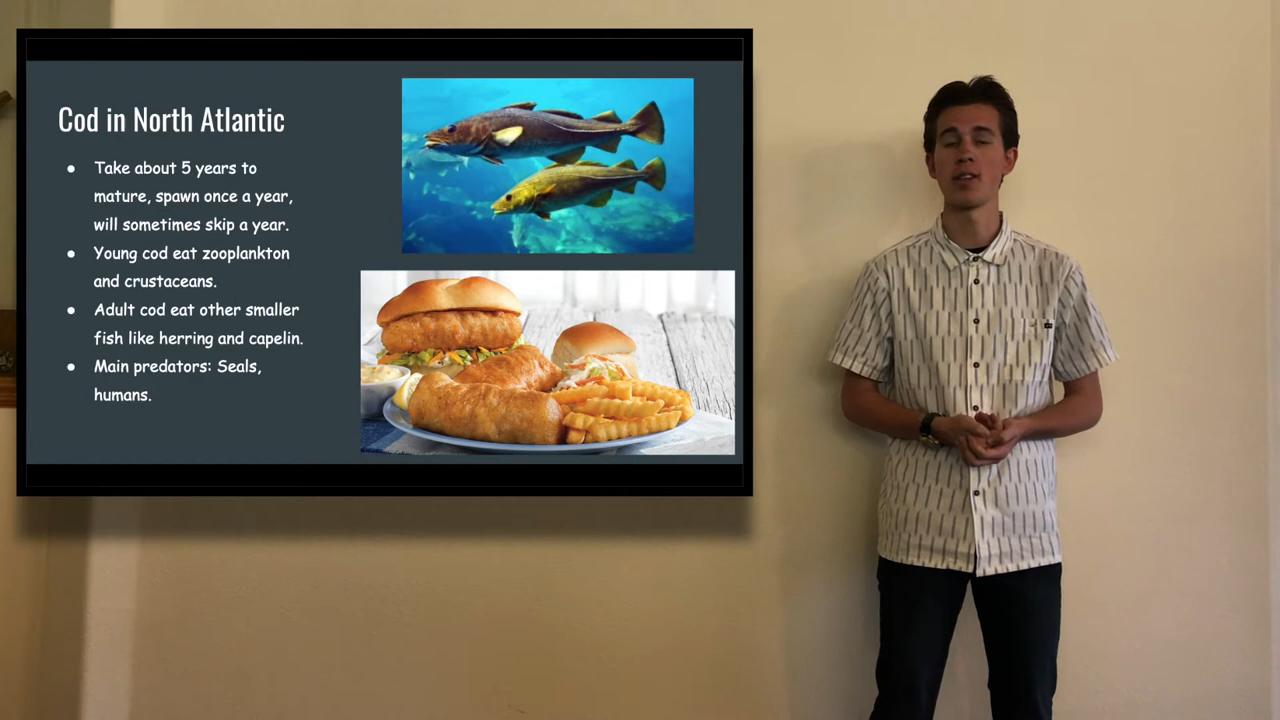 Cod in North Atlantic
● Take about 5 years to
mature, spawn once a year,
will sometimes skip a year.
● Young cod eat zooplankton
and crustaceans.
● Adult cod eat other smaller
fish like herring and capelin.
● Main predators: Seals,
humans.